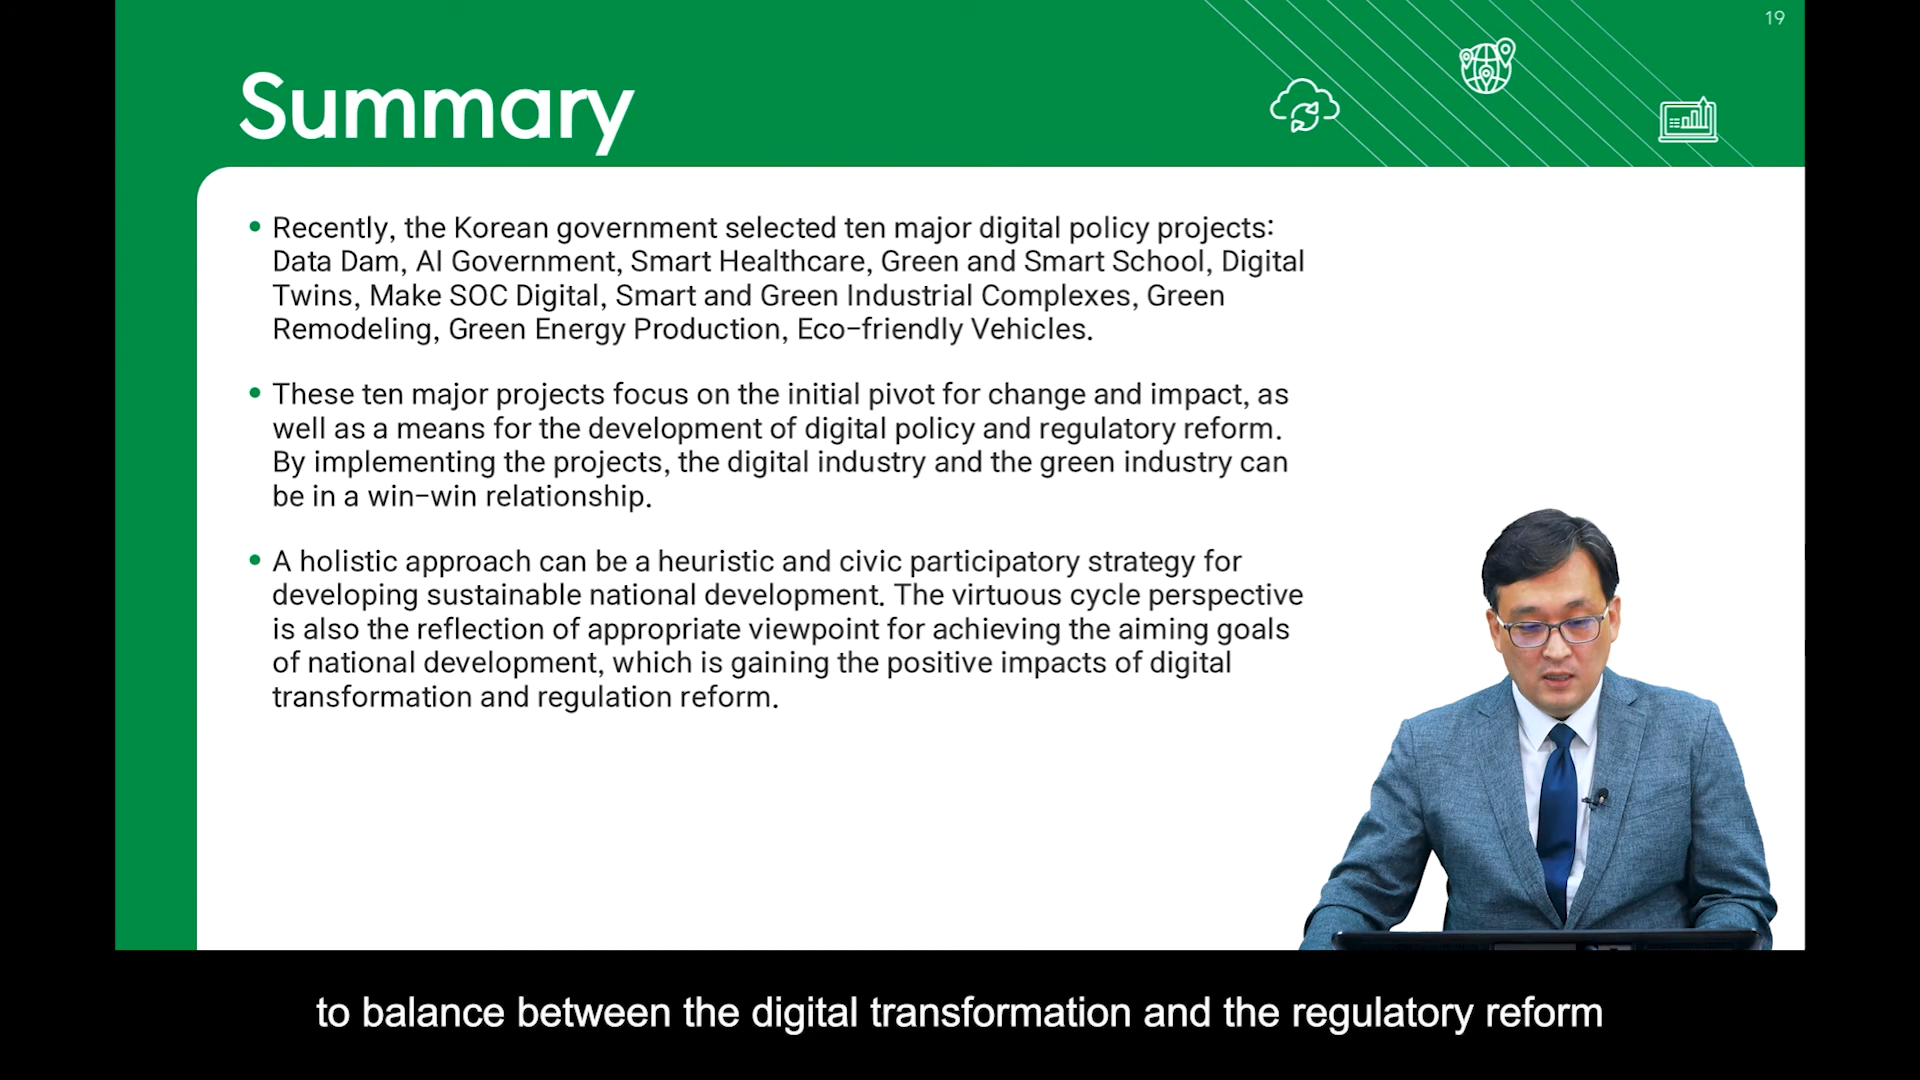 19
Summary
• Recently, the Korean government selected ten major digital policy projects:
Data Dam, AI Government, Smart Healthcare, Green and Smart School, Digital
Twins, Make SOC Digital, Smart and Green Industrial Complexes, Green
Remodeling, Green Energy Production, Eco-friendly Vehicles.
• These ten major projects focus on the initial pivot for change and impact, as
well as a means for the development of digital policy and regulatory reform.
By implementing the projects, the digital industry and the green industry can
be in a win-win relationship.
• A holistic approach can be a heuristic and civic participatory strategy for
developing sustainable national development. The virtuous cycle perspective
is also the reflection of appropriate viewpoint for achieving the aiming goals
of national development, which is gaining the positive impacts of digital
transformation and regulation reform.
to balance between the digital transformation and the regulatory reform